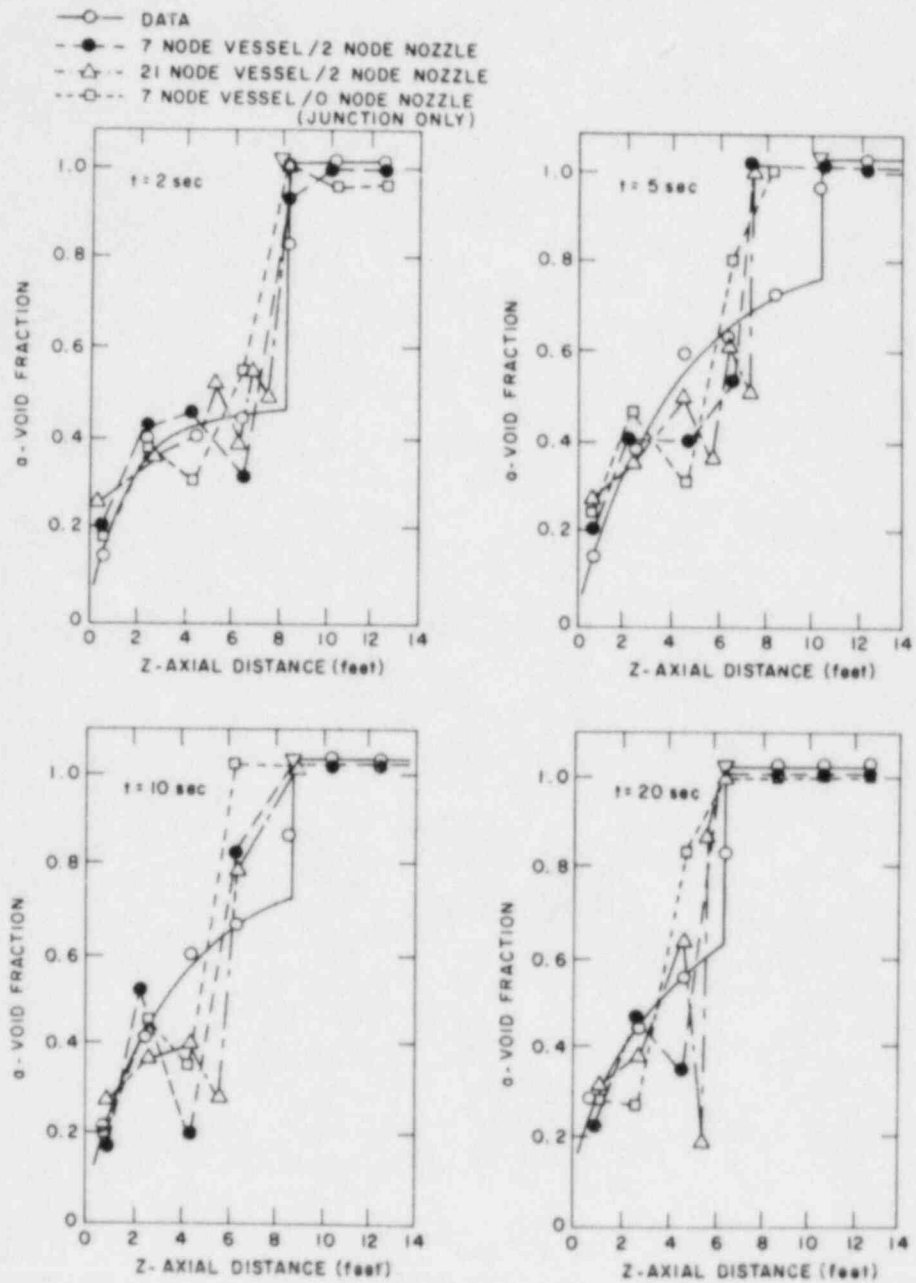 DATA
7 NODE VESSEL/2 NODE NOZZLE
21 NODE VESSEL/2 NODE NOZZLE
7 NODE VESSEL/0 NODE NOZZLE
(JUNCTION ONLY)
t = 2 sec
1.0
0.8
0.6
0.4
0.2
0
α-VOID FRACTION
0 2 4 6 8 10 12 14
Z-AXIAL DISTANCE (feet)
t = 5 sec
1.0
0.8
0.6
0.4
0.2
0
α-VOID FRACTION
0 2 4 6 8 10 12 14
Z-AXIAL DISTANCE (feet)
t = 10 sec
1.0
0.8
0.6
0.4
0.2
0
α-VOID FRACTION
0 2 4 6 8 10 12 14
Z-AXIAL DISTANCE (feet)
t = 20 sec
1.0
0.8
0.6
0.4
0.2
0
α-VOID FRACTION
0 2 4 6 8 10 12 14
Z-AXIAL DISTANCE (feet)